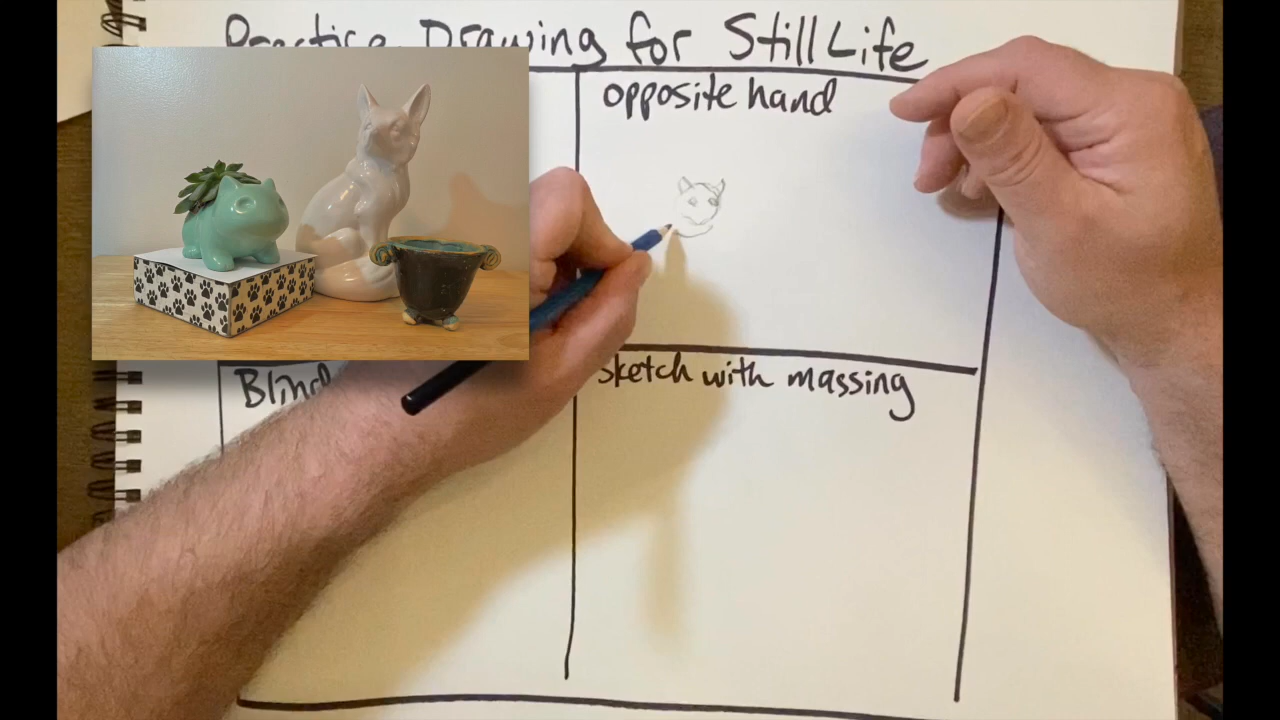 Practice Drawing for Still Life
opposite hand
Blind
sketch with massing